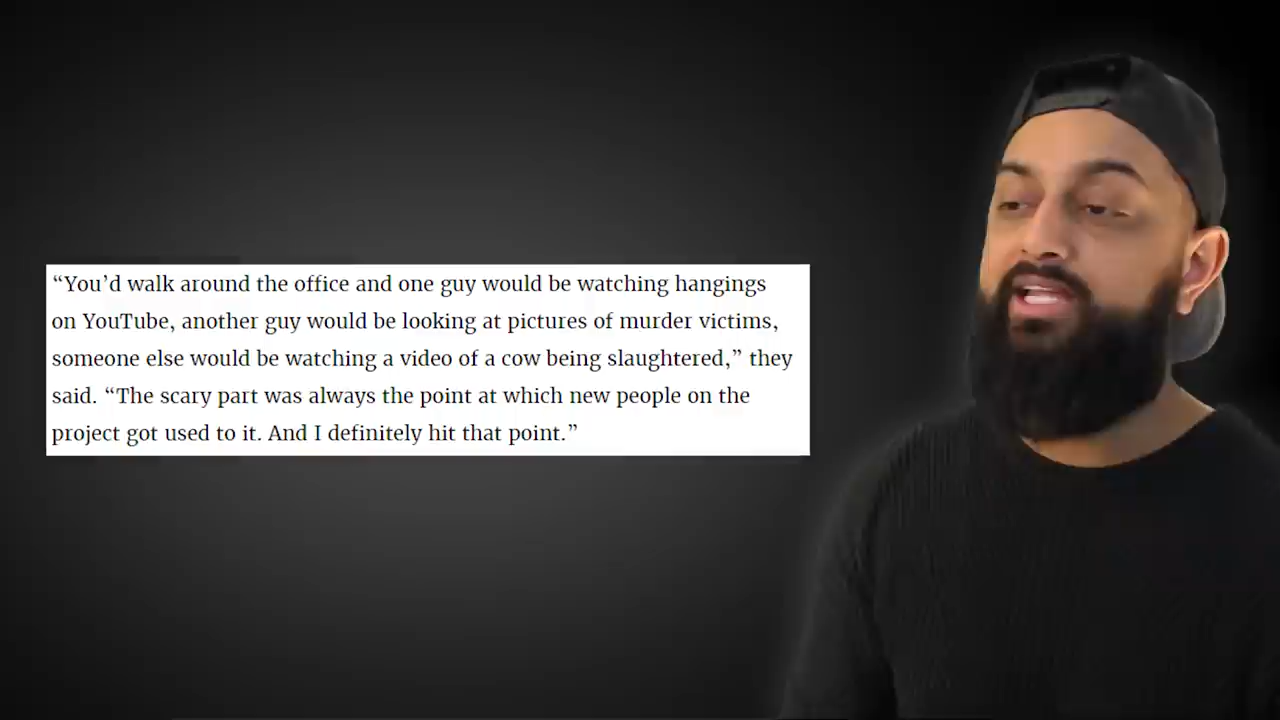 “You’d walk around the office and one guy would be watching hangings
on YouTube, another guy would be looking at pictures of murder victims,
someone else would be watching a video of a cow being slaughtered,” they
said. “The scary part was always the point at which new people on the
project got used to it. And I definitely hit that point.”